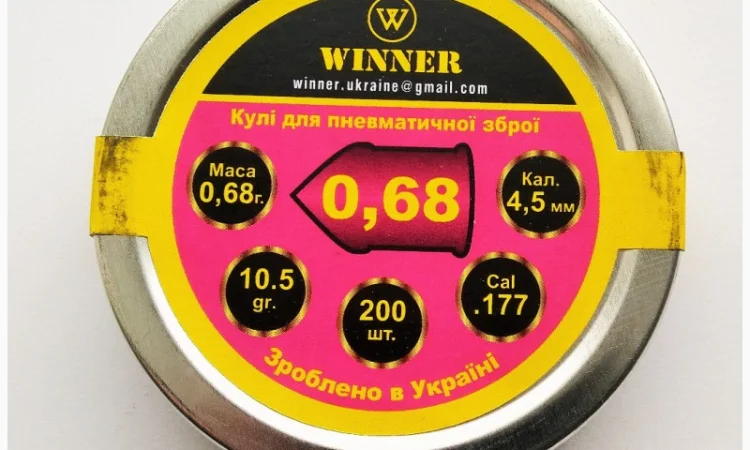 W
WINNER
winner.ukraine@gmail.com
Кулі для пневматичної зброї
Маса
0,68г.
0,68
Кал.
4,5 мм
10.5
gr.
200
шт.
Cal
.177
Зроблено в Україні